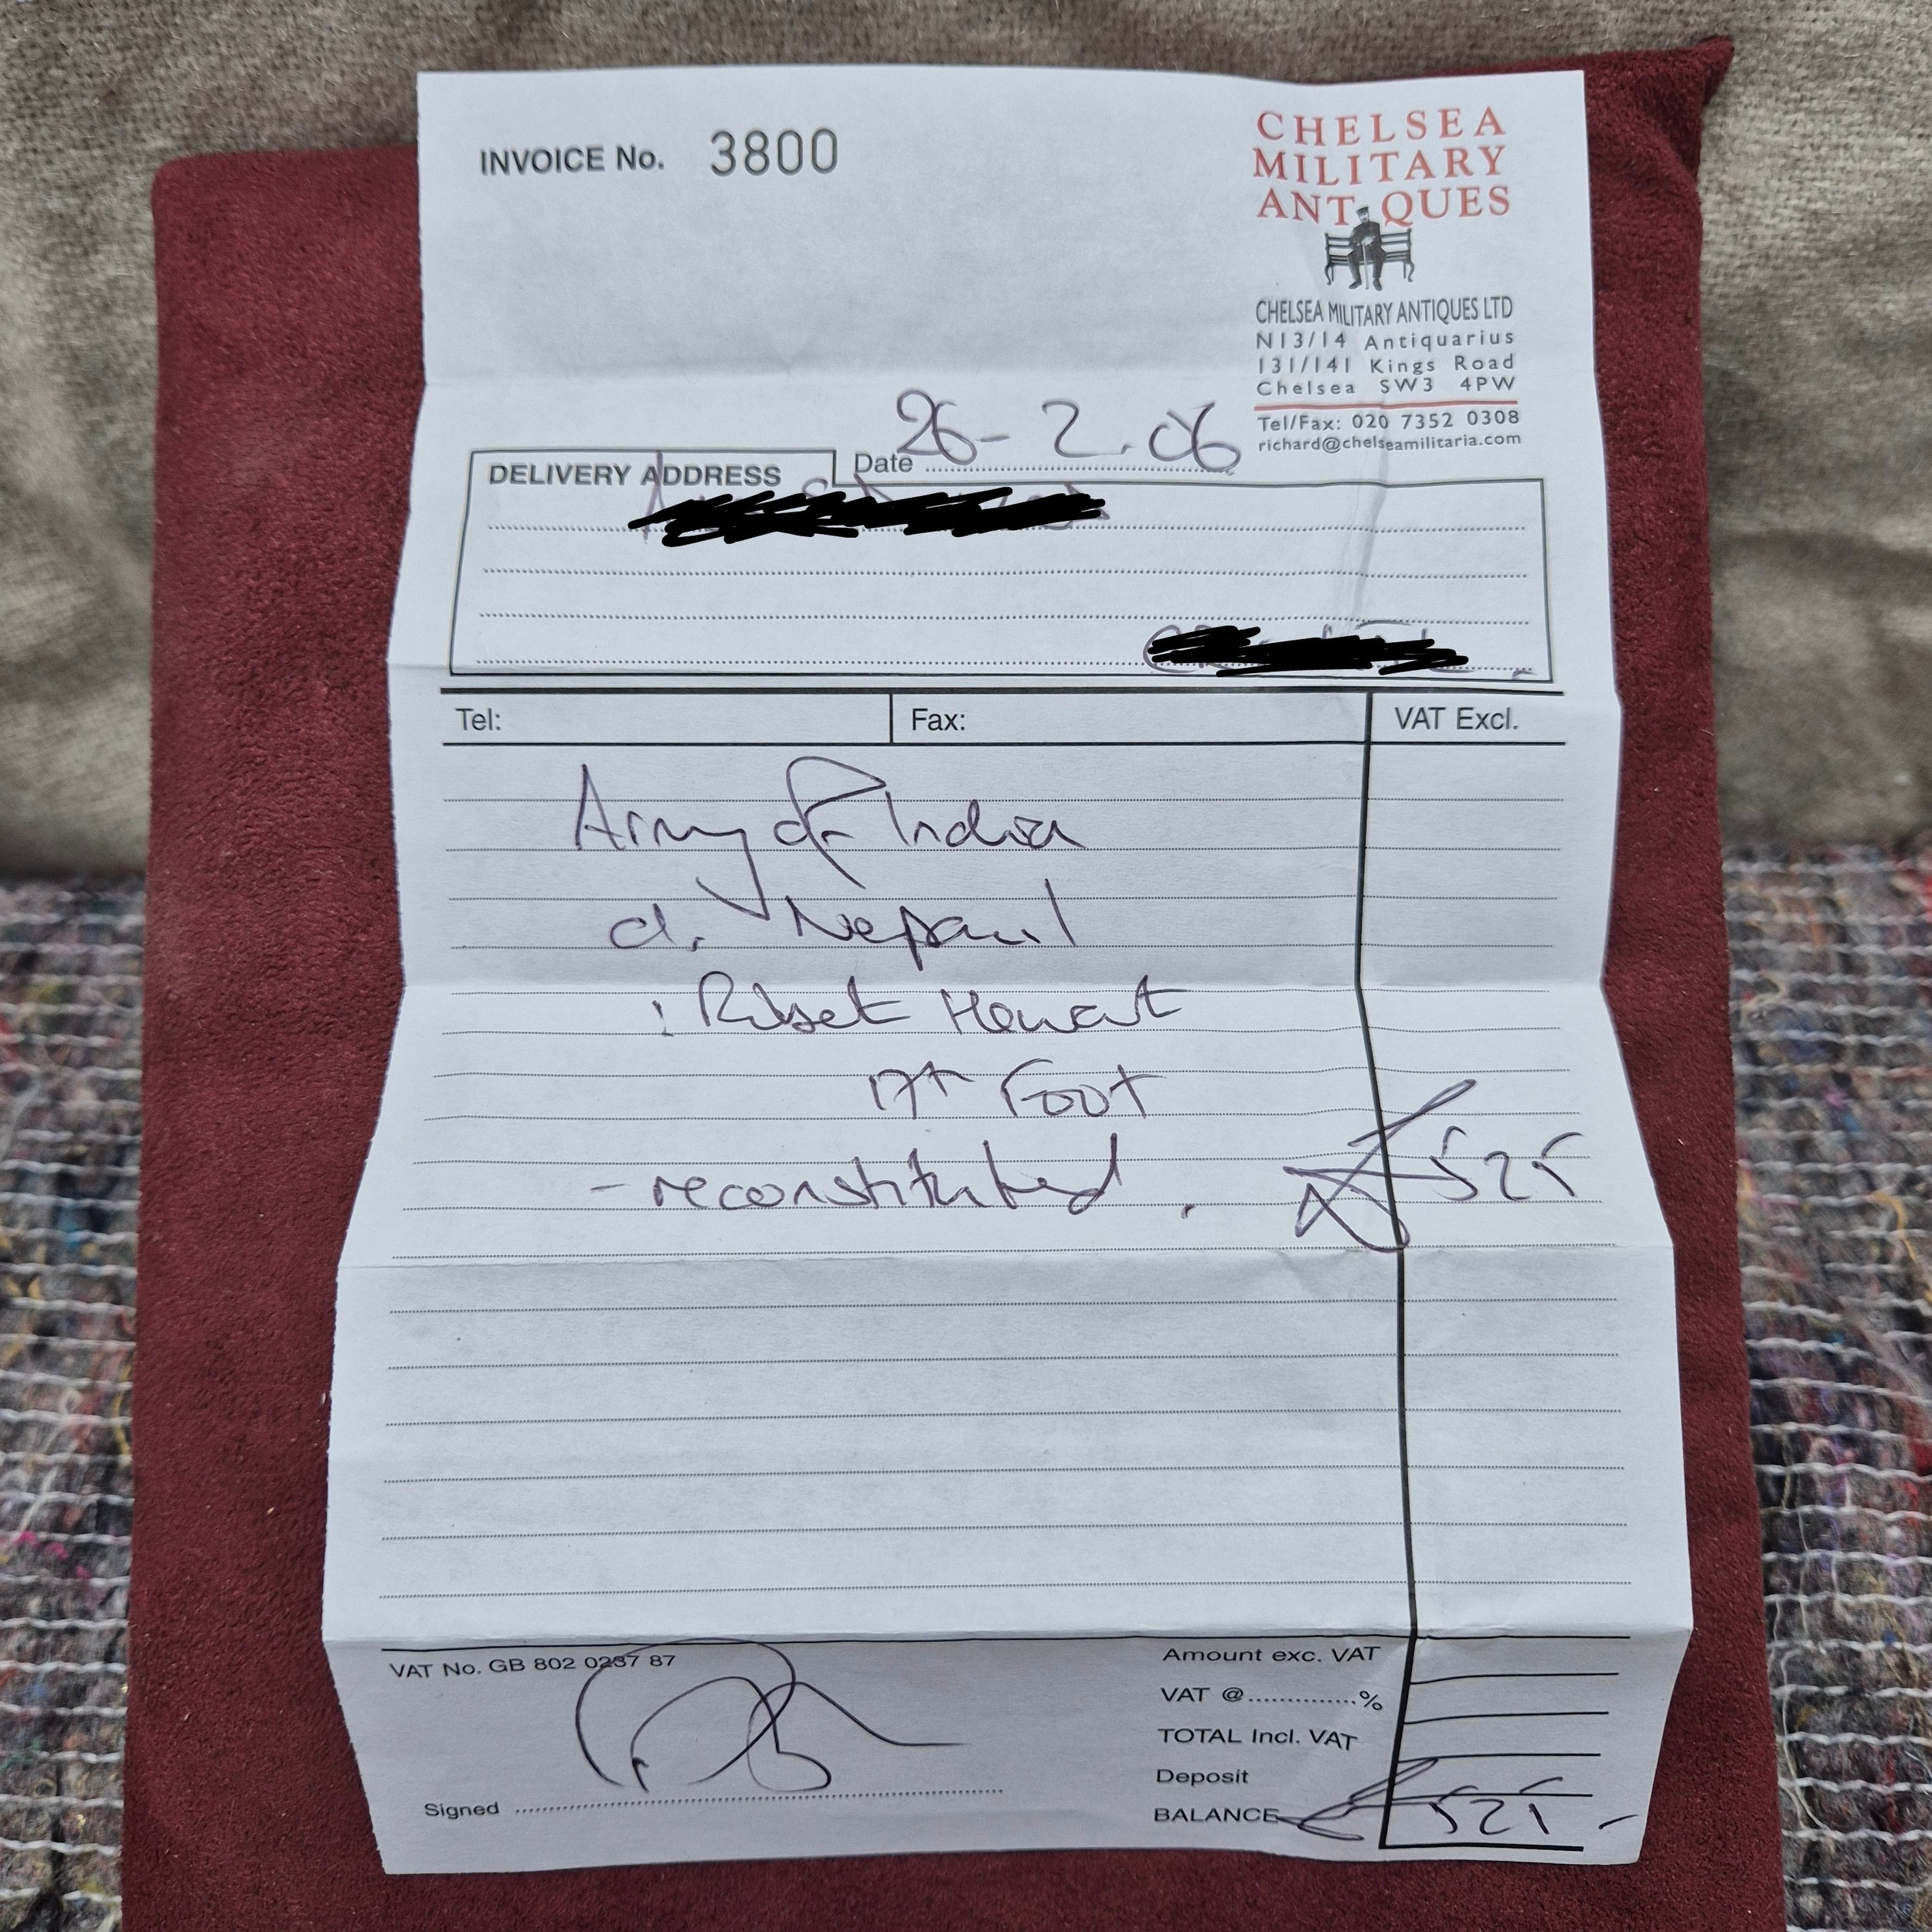 INVOICE No. 3800
CHELSEA
MILITARY
ANTIQUES
CHELSEA MILITARY ANTIQUES LTD
N13/14 Antiquarius
131/141 Kings Road
Chelsea SW3 4PW
Tel/Fax: 020 7352 0308
richard@chelseamilitaria.com
Date 26-2.06
DELIVERY ADDRESS
Tel: Fax: VAT Excl.
Army of India
cl. Nepaul
: Robert Hewart
17th Foot
- reconstituted . £525
VAT No. GB 802 0237 87
Signed
Amount exc. VAT
VAT @..............%
TOTAL Incl. VAT
Deposit
BALANCE £525-